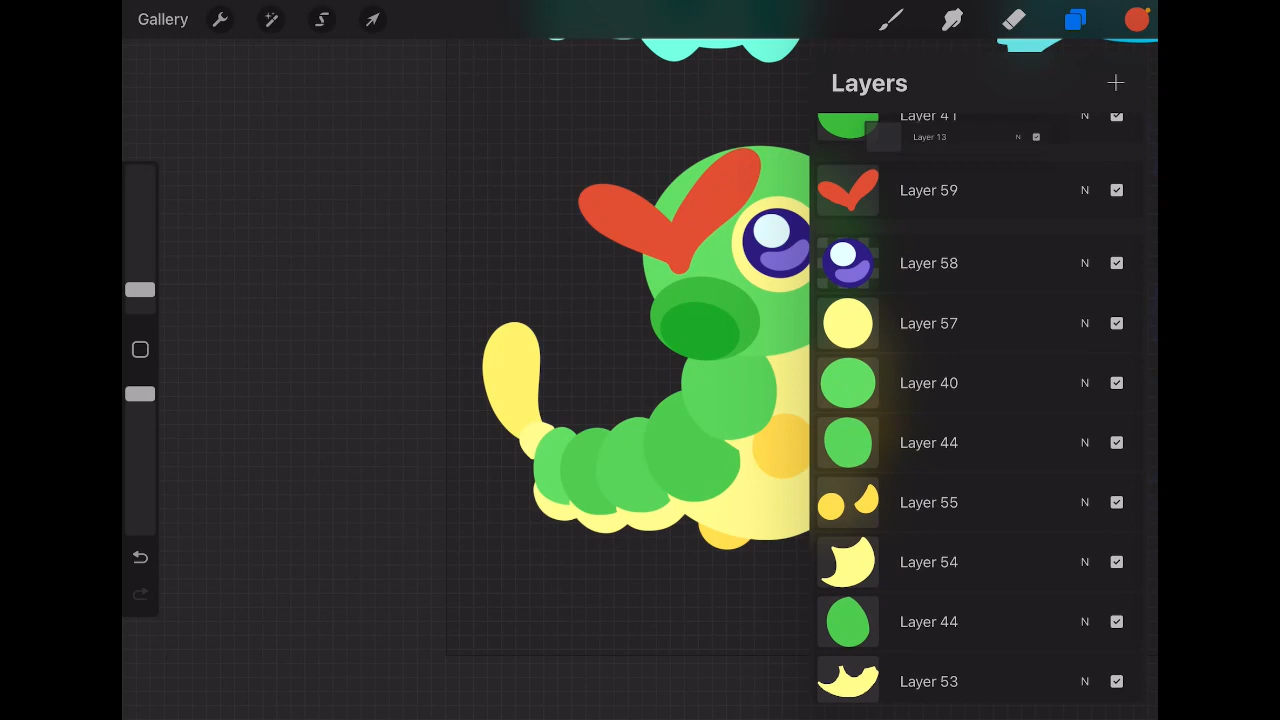 Gallery
Layers
Layer 41 N
Layer 13 N
Layer 59 N
Layer 58 N
Layer 57 N
Layer 40 N
Layer 44 N
Layer 55 N
Layer 54 N
Layer 44 N
Layer 53 N